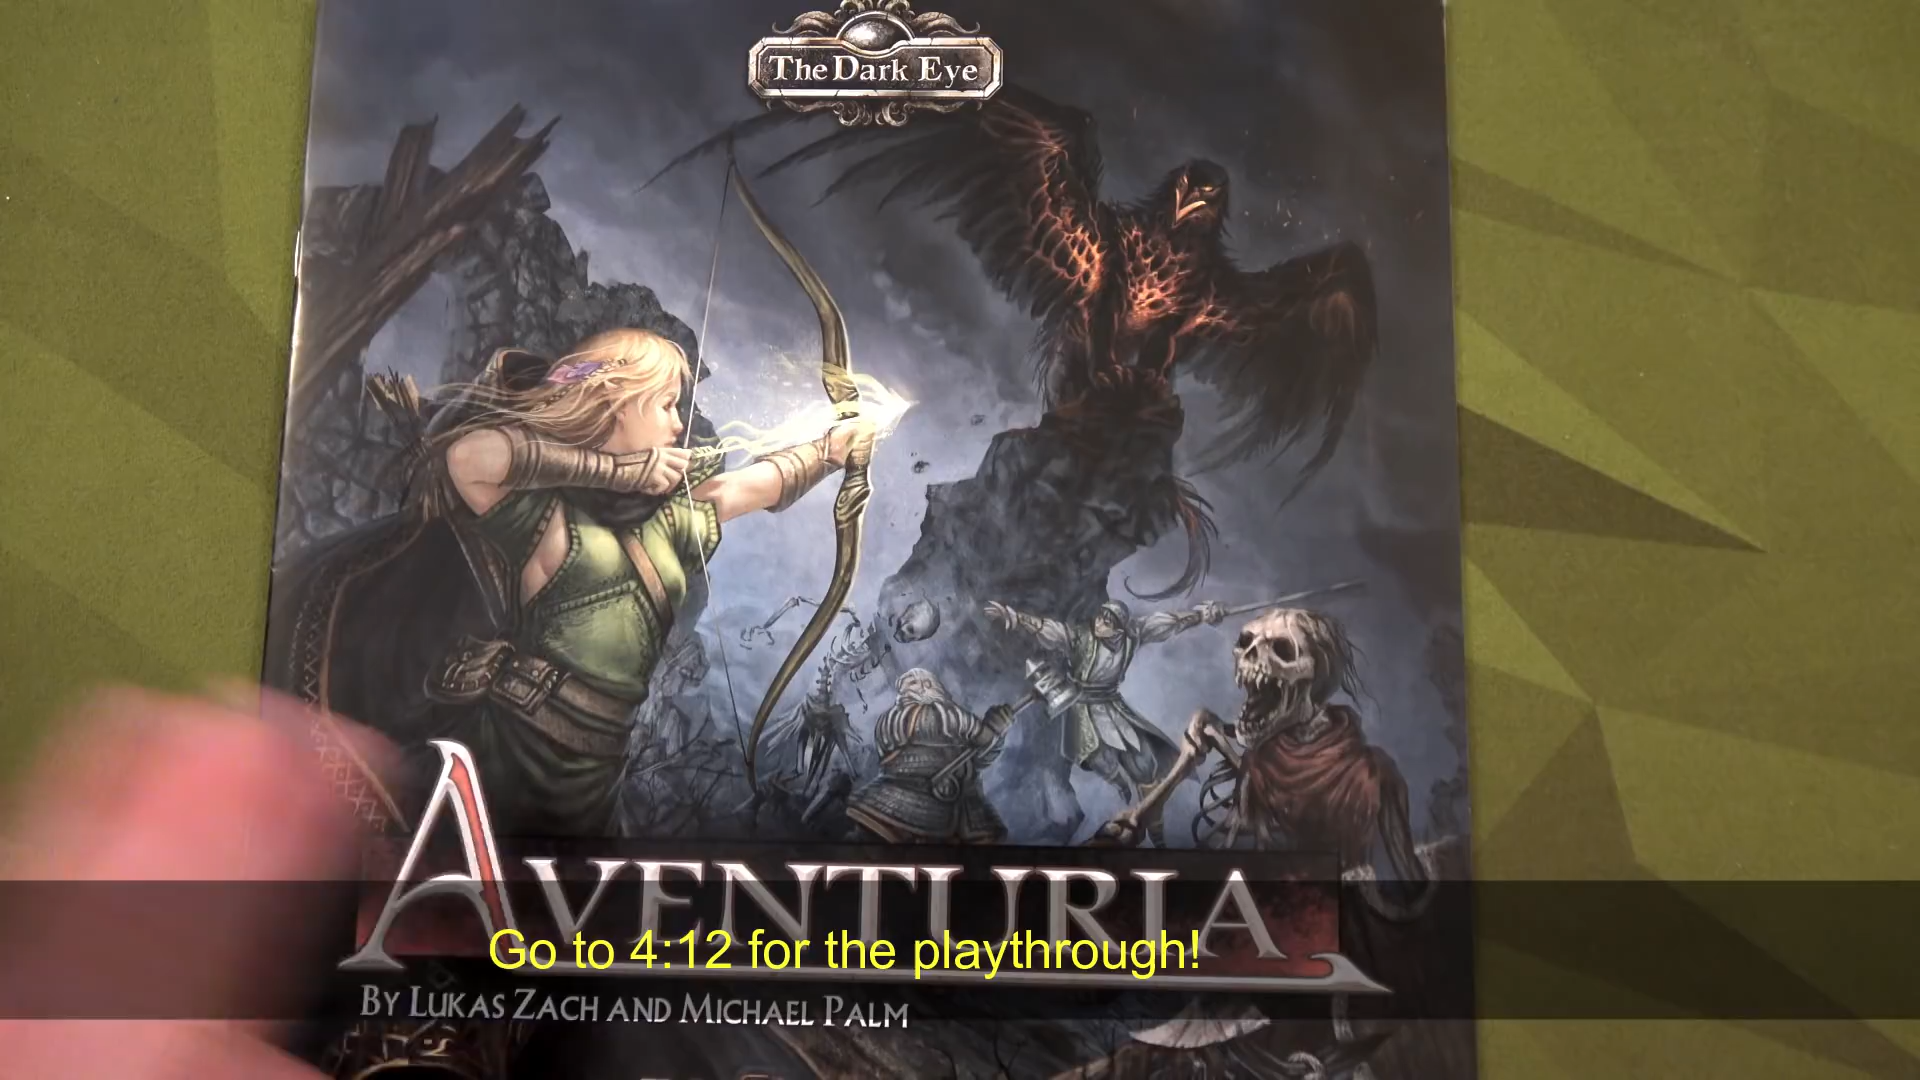 The Dark Eye
Aventuria
Go to 4:12 for the playthrough!
By Lukas Zach and Michael Palm